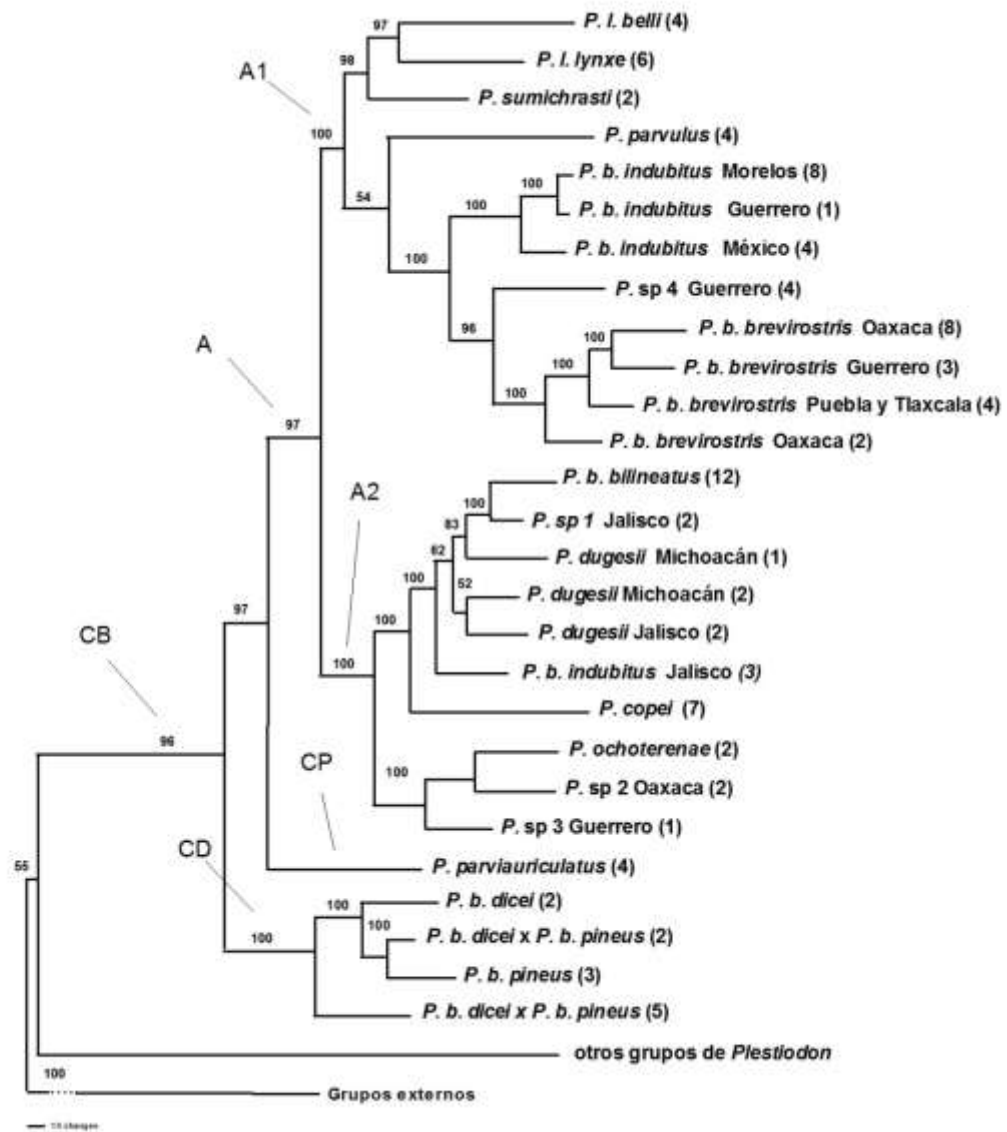 97
P. l. belli (4)
98
P. l. lynxe (6)
A1
P. sumichrasti (2)
100
P. parvulus (4)
54
100
P. b. indubitus Morelos (8)
100
P. b. indubitus Guerrero (1)
P. b. indubitus México (4)
100
P. sp 4 Guerrero (4)
96
100
P. b. brevirostris Oaxaca (8)
A
100
P. b. brevirostris Guerrero (3)
100
P. b. brevirostris Puebla y Tlaxcala (4)
97
P. b. brevirostris Oaxaca (2)
A2
P. b. bilineatus (12)
100
P. sp 1 Jalisco (2)
83
P. dugesii Michoacán (1)
62
100
52
P. dugesii Michoacán (2)
97
100
P. dugesii Jalisco (2)
CB
100
P. b. indubitus Jalisco (3)
P. copei (7)
96
P. ochoterenae (2)
CP
100
P. sp 2 Oaxaca (2)
P. sp 3 Guerrero (1)
CD
55
P. parviauriculatus (4)
P. b. dicei (2)
100
100
P. b. dicei x P. b. pineus (2)
100
P. b. pineus (3)
P. b. dicei x P. b. pineus (5)
otros grupos de Plestiodon
100
Grupos externos
changes